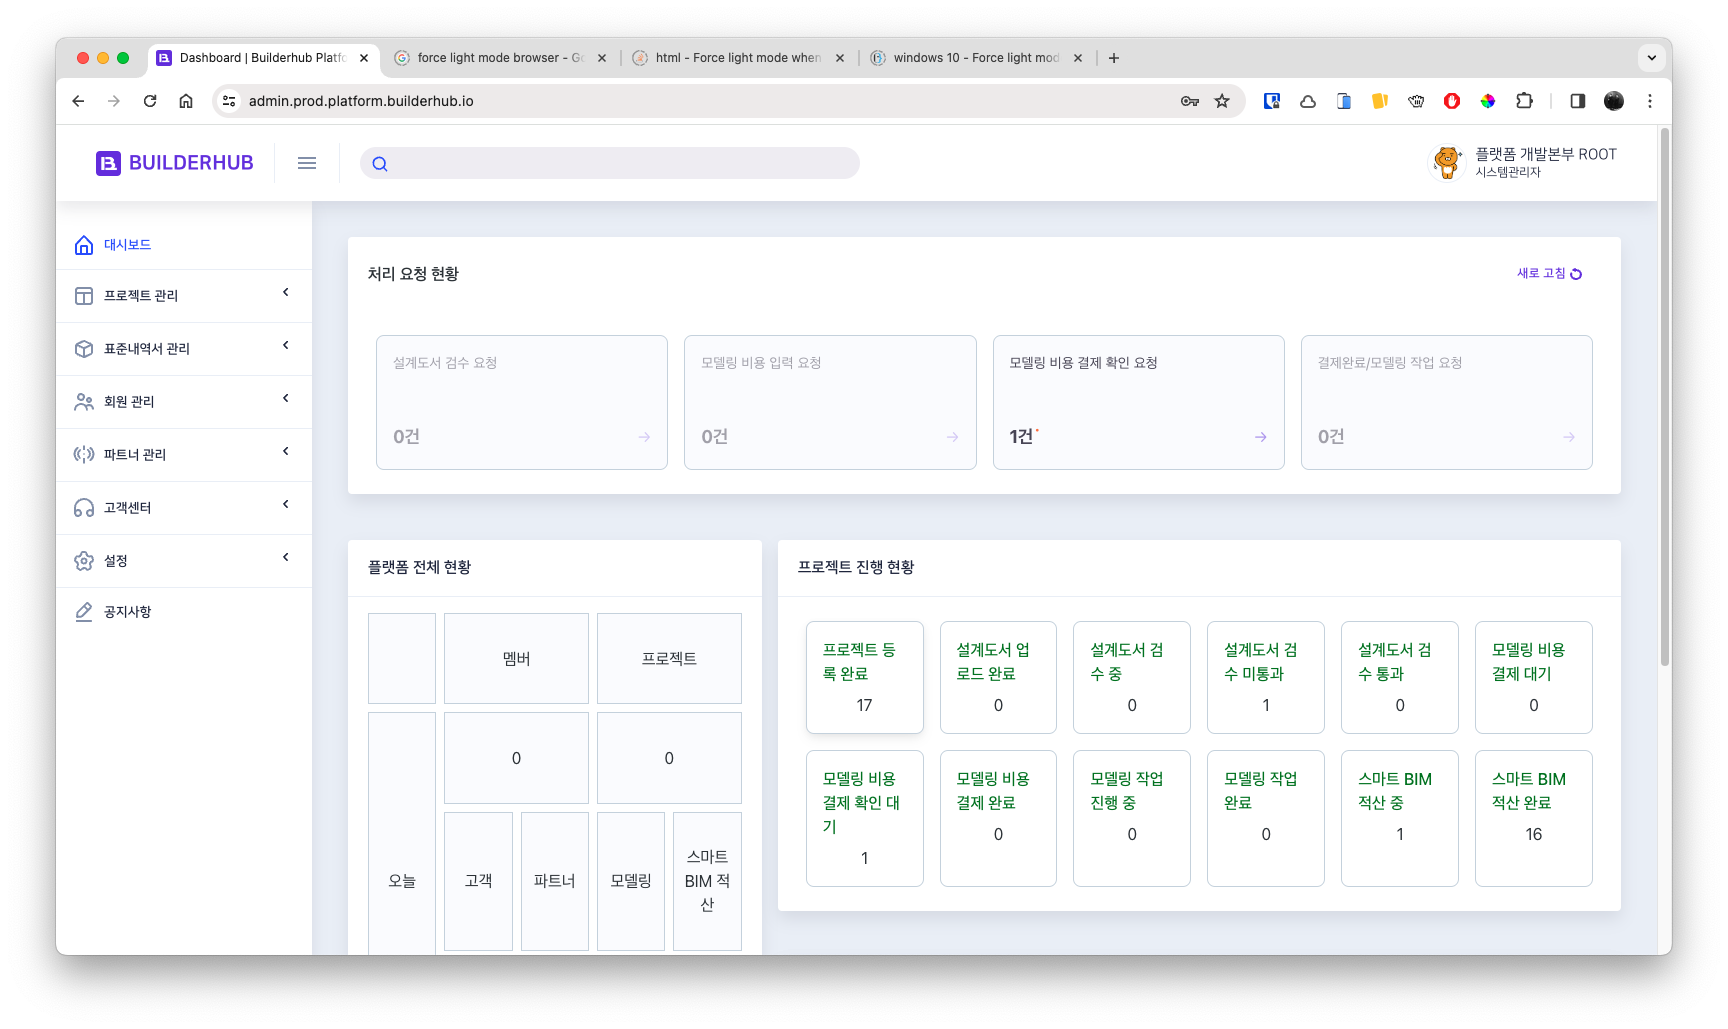 Dashboard | Builderhub Platfo
force light mode browser - Go
html - Force light mode when
windows 10 - Force light mod
admin.prod.platform.builderhub.io
BUILDERHUB
플랫폼 개발본부 ROOT
시스템관리자
대시보드
프로젝트 관리
표준내역서 관리
회원 관리
파트너 관리
고객센터
설정
공지사항
처리 요청 현황
새로 고침
설계도서 검수 요청
0건
모델링 비용 입력 요청
0건
모델링 비용 결제 확인 요청
1건
결제완료/모델링 작업 요청
0건
플랫폼 전체 현황
멤버
프로젝트
0
0
오늘
고객
파트너
모델링
스마트
BIM 적
산
프로젝트 진행 현황
프로젝트 등
록 완료
17
설계도서 업
로드 완료
0
설계도서 검
수 중
0
설계도서 검
수 미통과
1
설계도서 검
수 통과
0
모델링 비용
결제 대기
0
모델링 비용
결제 확인 대
기
1
모델링 비용
결제 완료
0
모델링 작업
진행 중
0
모델링 작업
완료
0
스마트 BIM
적산 중
1
스마트 BIM
적산 완료
16